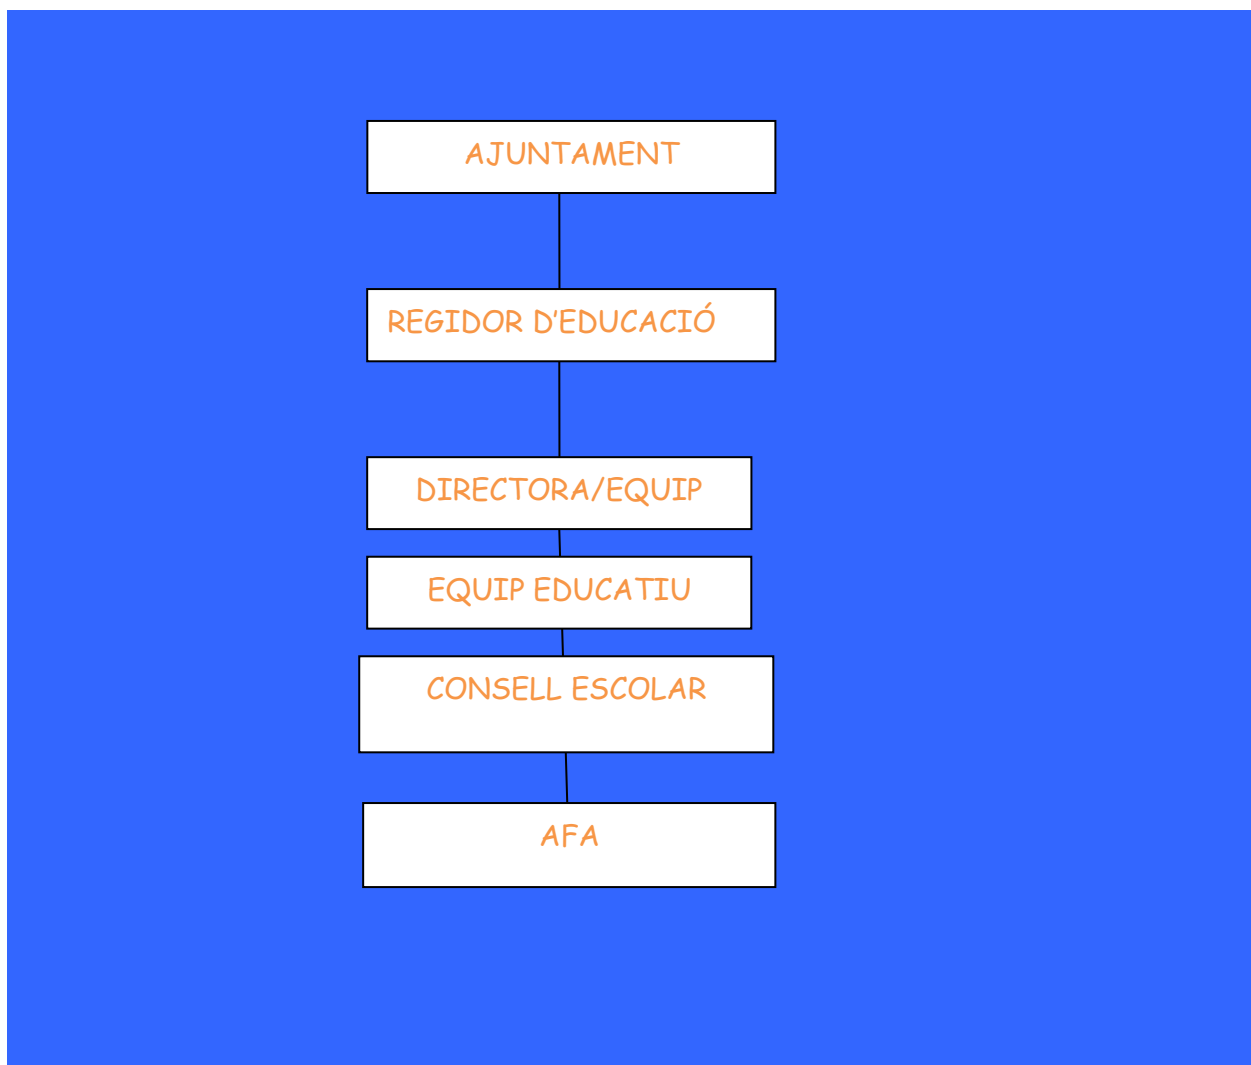 AJUNTAMENT
REGIDOR D’EDUCACIÓ
DIRECTORA/EQUIP
EQUIP EDUCATIU
CONSELL ESCOLAR
AFA